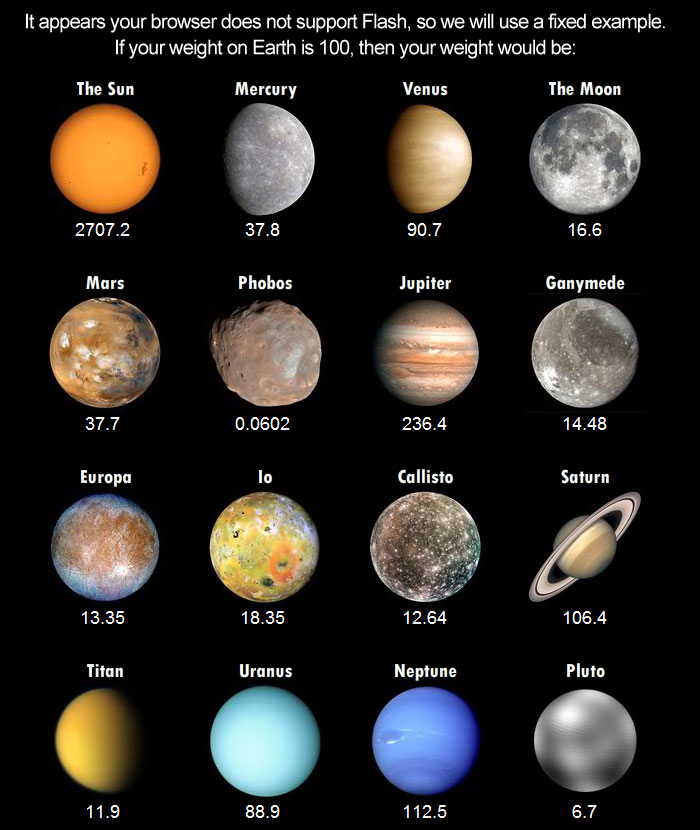 It appears your browser does not support Flash, so we will use a fixed example.
If your weight on Earth is 100, then your weight would be:
The Sun Mercury Venus The Moon
2707.2 37.8 90.7 16.6
Mars Phobos Jupiter Ganymede
37.7 0.0602 236.4 14.48
Europa Io Callisto Saturn
13.35 18.35 12.64 106.4
Titan Uranus Neptune Pluto
11.9 88.9 112.5 6.7